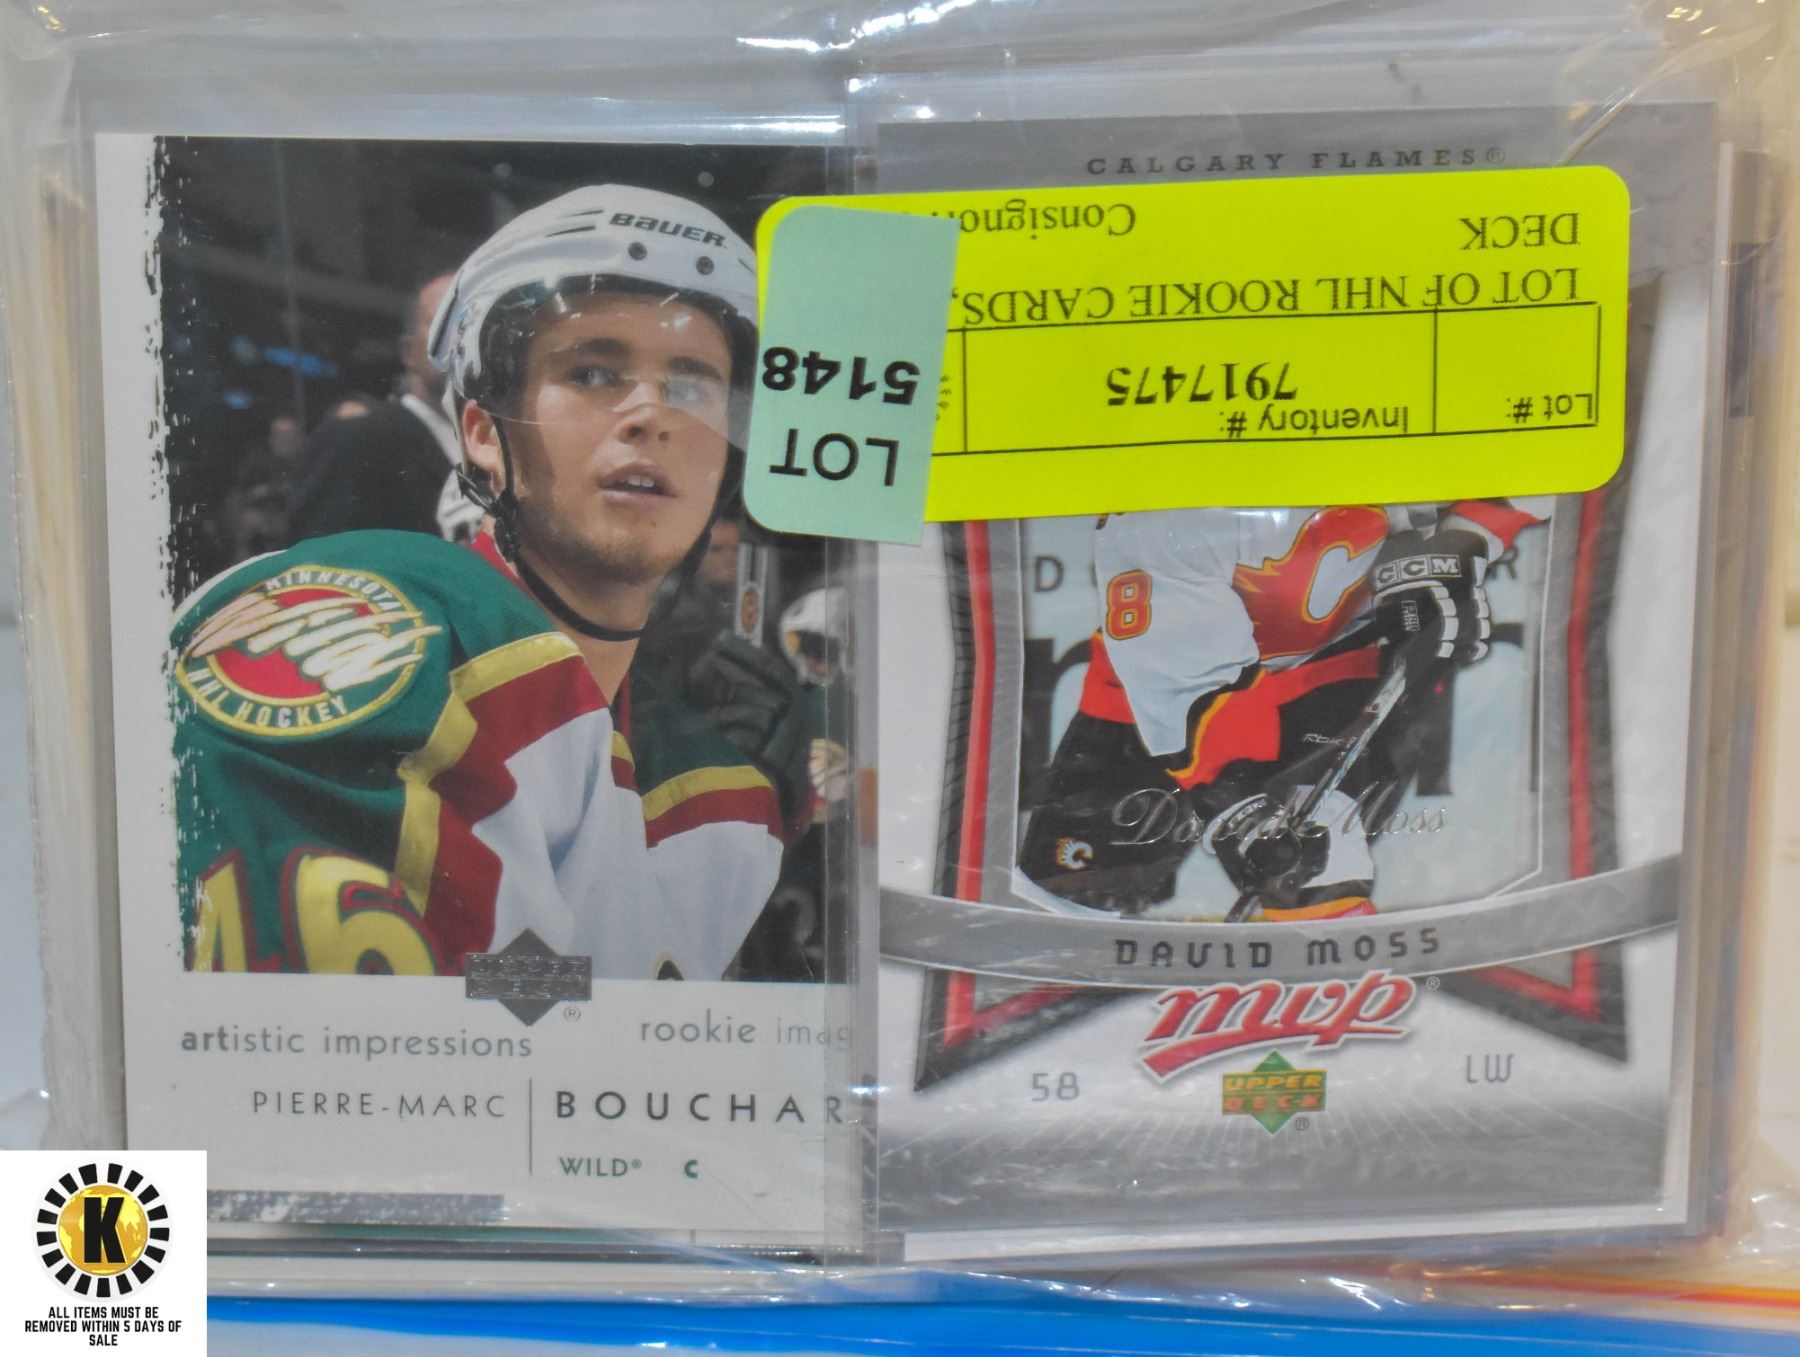 BAUER
MINNESOTA
Wild
NHL HOCKEY
46
UPPER DECK
®
artistic impressions
rookie imag
PIERRE-MARC
BOUCHAR
WILD® C
CALGARY FLAMES®
Lot #:
Inventory #:
7917475
LOT OF NHL ROOKIE CARDS,
DECK
LOT
5148
8
CCM
David Moss
DAVID MOSS
mvp®
58
LW
UPPER DECK®
K
ALL ITEMS MUST BE
REMOVED WITHIN 5 DAYS OF
SALE